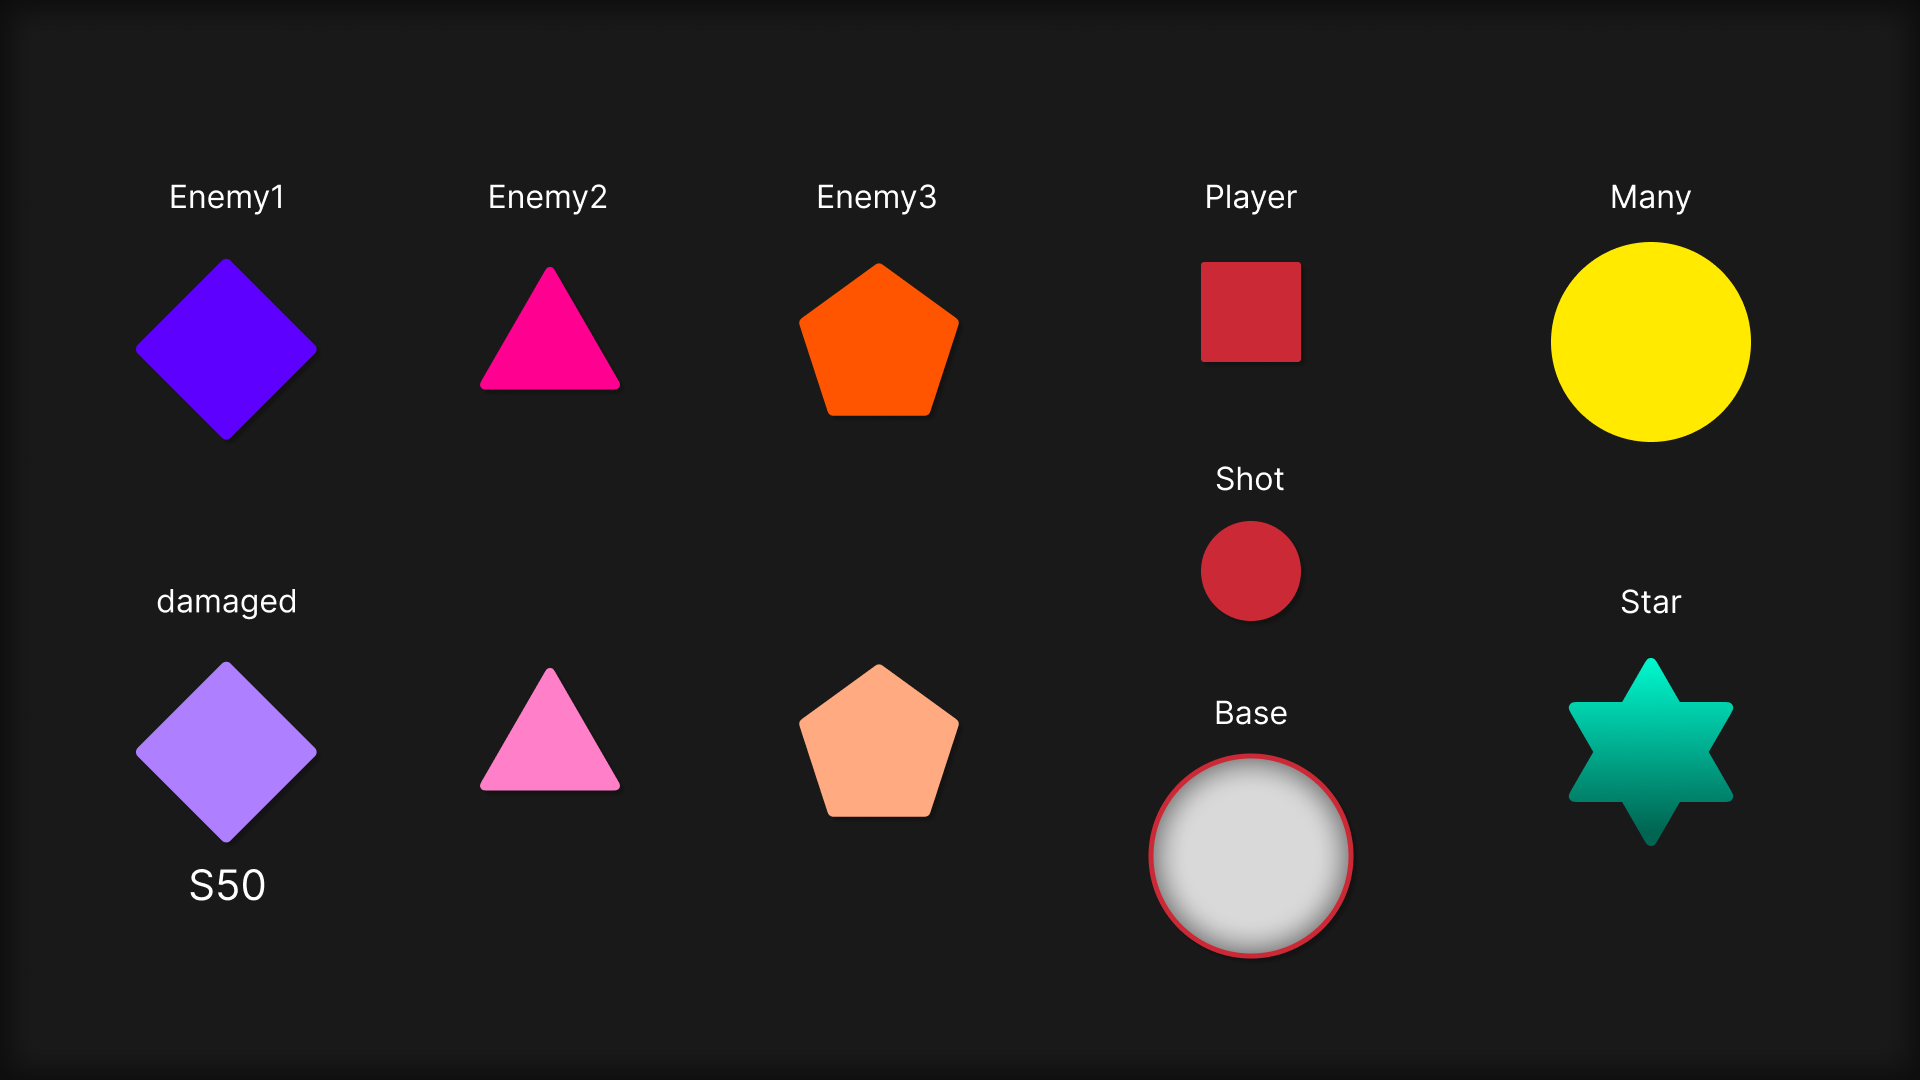 Enemy1
Enemy2
Enemy3
Player
Many
Shot
damaged
Star
Base
S50